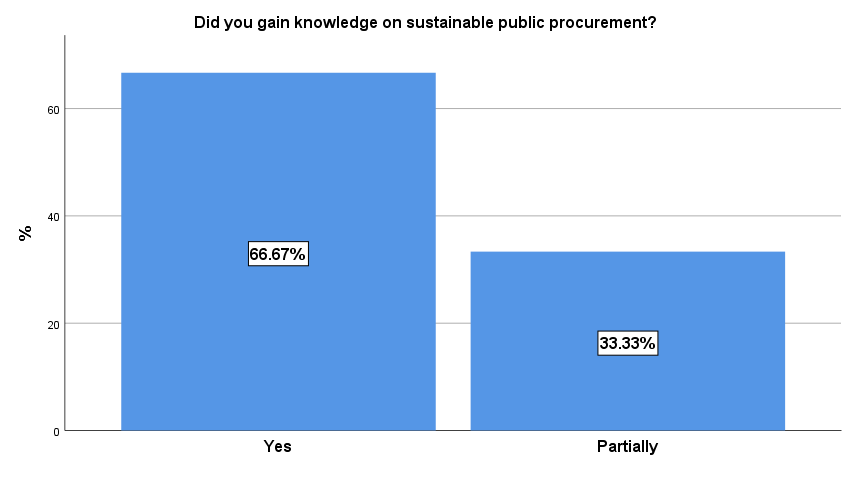 Did you gain knowledge on sustainable public procurement?
60
40
20
0
%
66.67%
33.33%
Yes
Partially